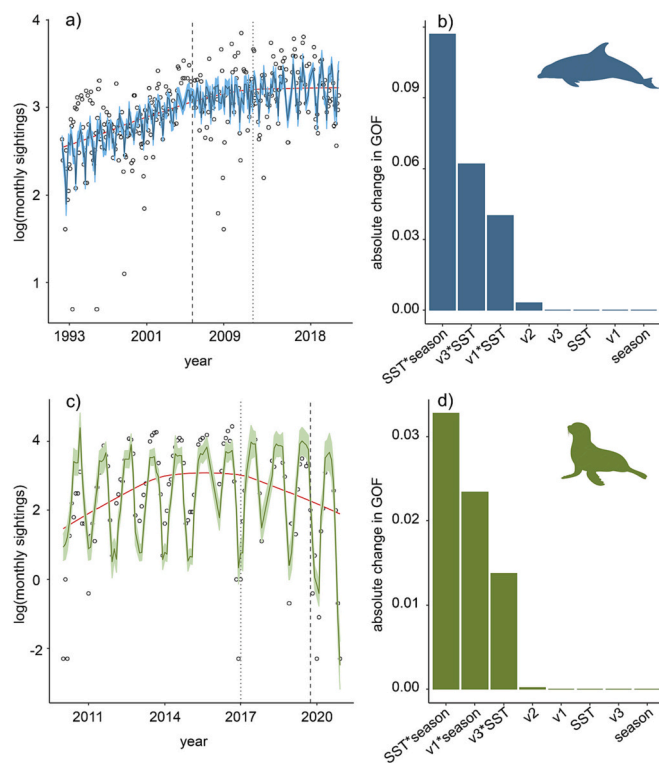 a)
log(monthly sightings)
4
3
2
1
1993 2001 2009 2018
year
b)
absolute change in GOF
0.09
0.06
0.03
0.00
SST*season v3*SST v1*SST v2 v3 SST v1 season
c)
log(monthly sightings)
4
2
0
-2
2011 2014 2017 2020
year
d)
absolute change in GOF
0.03
0.02
0.01
0.00
SST*season v1*season v3*SST v2 v1 SST v3 season